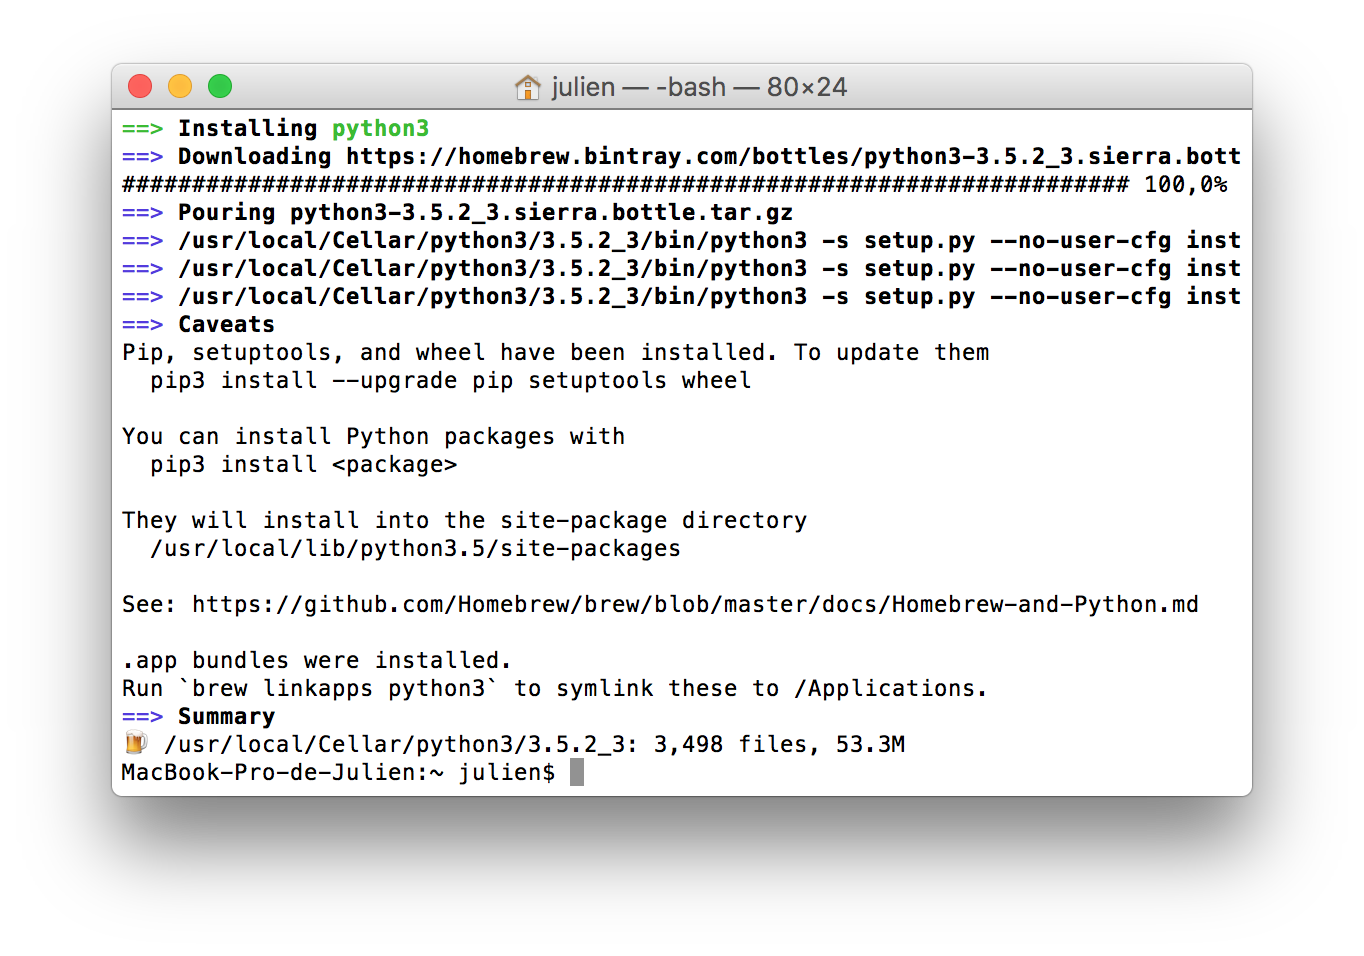 julien — -bash — 80×24
==> Installing python3
==> Downloading https://homebrew.bintray.com/bottles/python3-3.5.2_3.sierra.bott
######################################################################## 100,0%
==> Pouring python3-3.5.2_3.sierra.bottle.tar.gz
==> /usr/local/Cellar/python3/3.5.2_3/bin/python3 -s setup.py --no-user-cfg inst
==> /usr/local/Cellar/python3/3.5.2_3/bin/python3 -s setup.py --no-user-cfg inst
==> /usr/local/Cellar/python3/3.5.2_3/bin/python3 -s setup.py --no-user-cfg inst
==> Caveats
Pip, setuptools, and wheel have been installed. To update them
  pip3 install --upgrade pip setuptools wheel
You can install Python packages with
  pip3 install <package>
They will install into the site-package directory
  /usr/local/lib/python3.5/site-packages
See: https://github.com/Homebrew/brew/blob/master/docs/Homebrew-and-Python.md
.app bundles were installed.
Run `brew linkapps python3` to symlink these to /Applications.
==> Summary
🍺 /usr/local/Cellar/python3/3.5.2_3: 3,498 files, 53.3M
MacBook-Pro-de-Julien:~ julien$